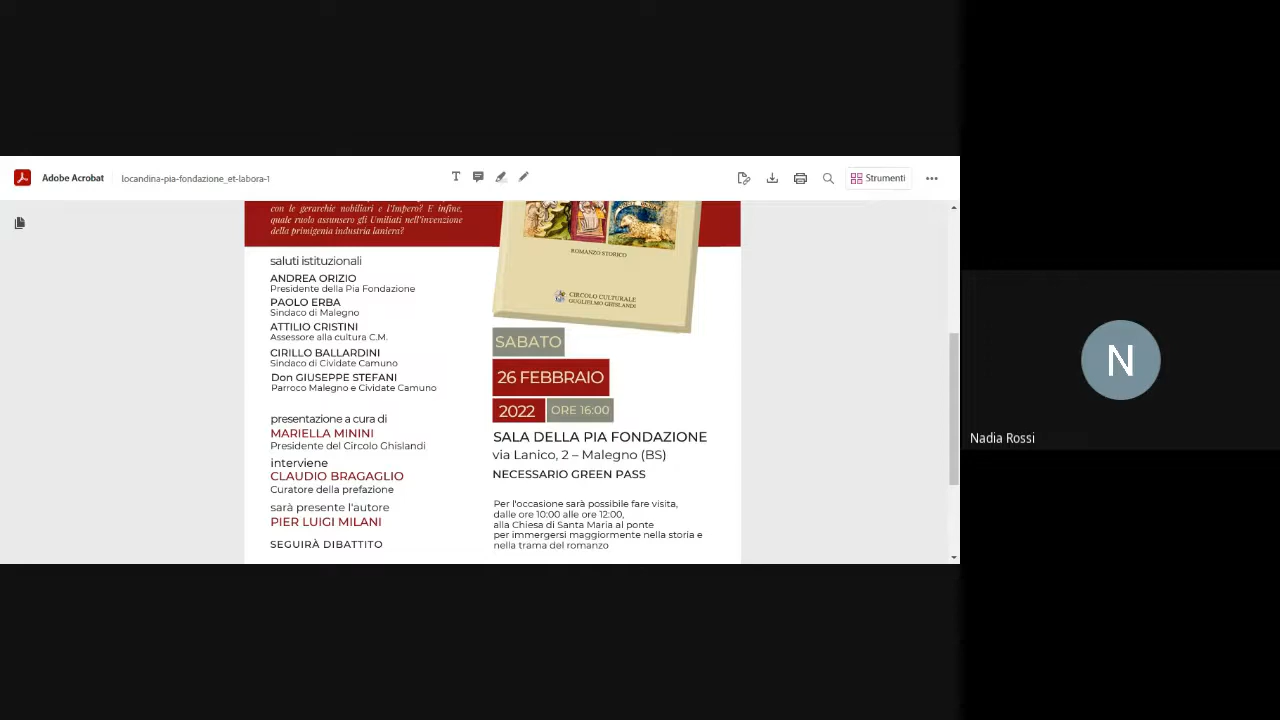 Adobe Acrobat
locandina-pia-fondazione_et-labora-1
Strumenti
con le gerarchie nobiliari e l'Impero? E infine,
quale ruolo assunsero gli Umiliati nell'invenzione
della primigenia industria laniera?
saluti istituzionali
ANDREA ORIZIO
Presidente della Pia Fondazione
PAOLO ERBA
Sindaco di Malegno
ATTILIO CRISTINI
Assessore alla cultura C.M.
CIRILLO BALLARDINI
Sindaco di Cividate Camuno
Don GIUSEPPE STEFANI
Parroco Malegno e Cividate Camuno
presentazione a cura di
MARIELLA MININI
Presidente del Circolo Ghislandi
interviene
CLAUDIO BRAGAGLIO
Curatore della prefazione
sarà presente l'autore
PIER LUIGI MILANI
SEGUIRÀ DIBATTITO
ROMANZO STORICO
CIRCOLO CULTURALE
GUGLIELMO GHISLANDI
SABATO
26 FEBBRAIO
2022 ORE 16:00
SALA DELLA PIA FONDAZIONE
via Lanico, 2 – Malegno (BS)
NECESSARIO GREEN PASS
Per l'occasione sarà possibile fare visita,
dalle ore 10:00 alle ore 12:00,
alla Chiesa di Santa Maria al ponte
per immergersi maggiormente nella storia e
nella trama del romanzo
N
Nadia Rossi